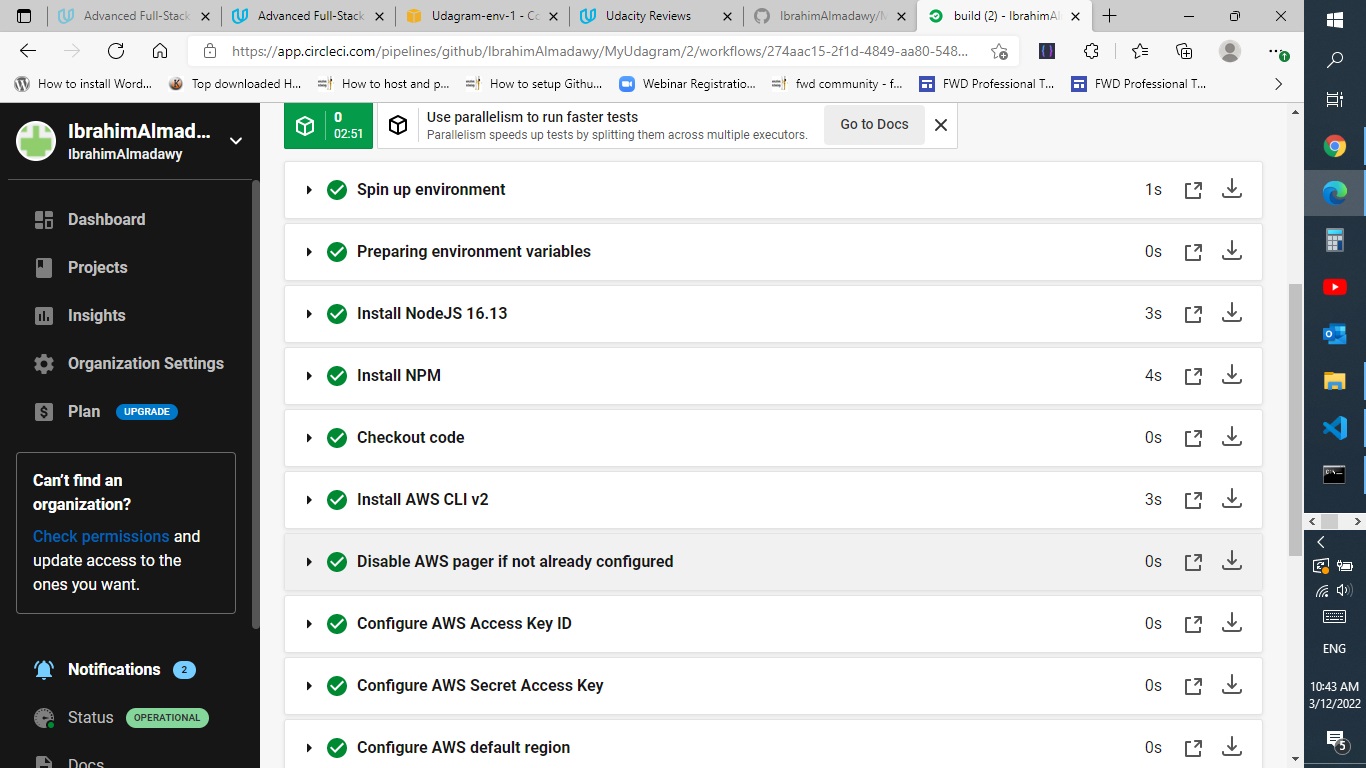 Advanced Full-Stack
Advanced Full-Stack
Udagram-env-1 - Co
Udacity Reviews
IbrahimAlmadawy/M
build (2) - IbrahimAl
https://app.circleci.com/pipelines/github/IbrahimAlmadawy/MyUdagram/2/workflows/274aac15-2f1d-4849-aa80-548...
How to install Word...
Top downloaded H...
How to host and p...
How to setup Githu...
Webinar Registratio...
fwd community - f...
FWD Professional T...
FWD Professional T...
IbrahimAlmad...
IbrahimAlmadawy
Dashboard
Projects
Insights
Organization Settings
Plan UPGRADE
Can't find an
organization?
Check permissions and
update access to the
ones you want.
Notifications 2
Status OPERATIONAL
Docs
0
02:51
Use parallelism to run faster tests
Parallelism speeds up tests by splitting them across multiple executors.
Go to Docs
Spin up environment 1s
Preparing environment variables 0s
Install NodeJS 16.13 3s
Install NPM 4s
Checkout code 0s
Install AWS CLI v2 3s
Disable AWS pager if not already configured 0s
Configure AWS Access Key ID 0s
Configure AWS Secret Access Key 0s
Configure AWS default region 0s
ENG
10:43 AM
3/12/2022
5